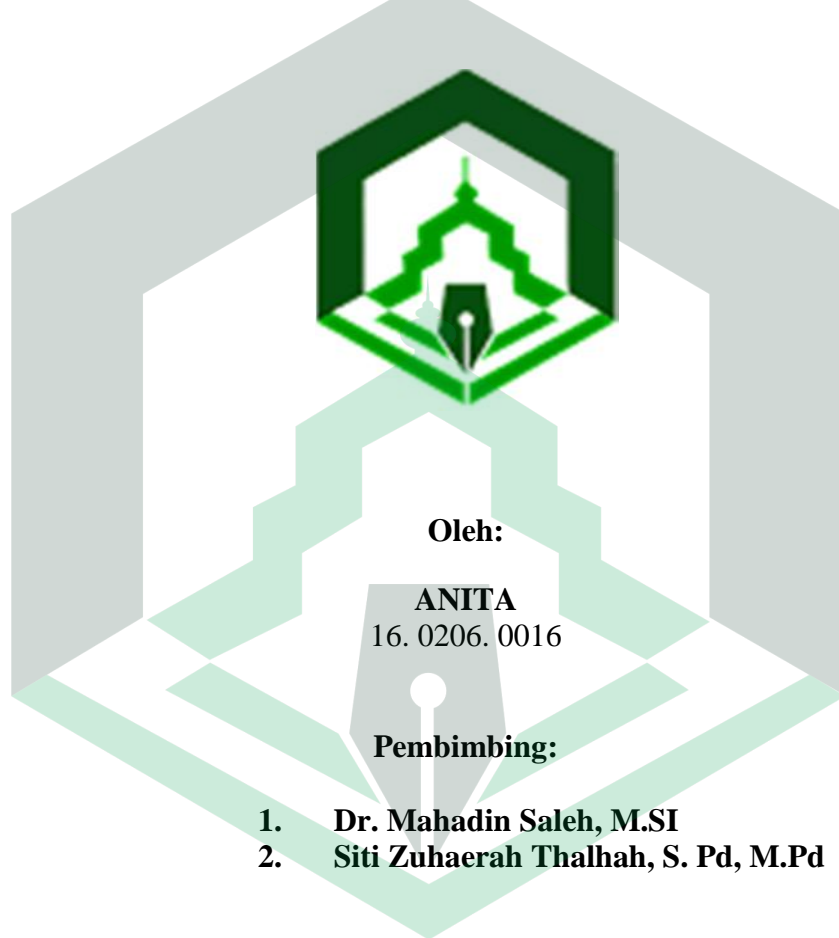 Oleh:
ANITA
16. 0206. 0016
Pembimbing:
1. Dr. Mahadin Saleh, M.SI
2. Siti Zuhaerah Thalhah, S. Pd, M.Pd